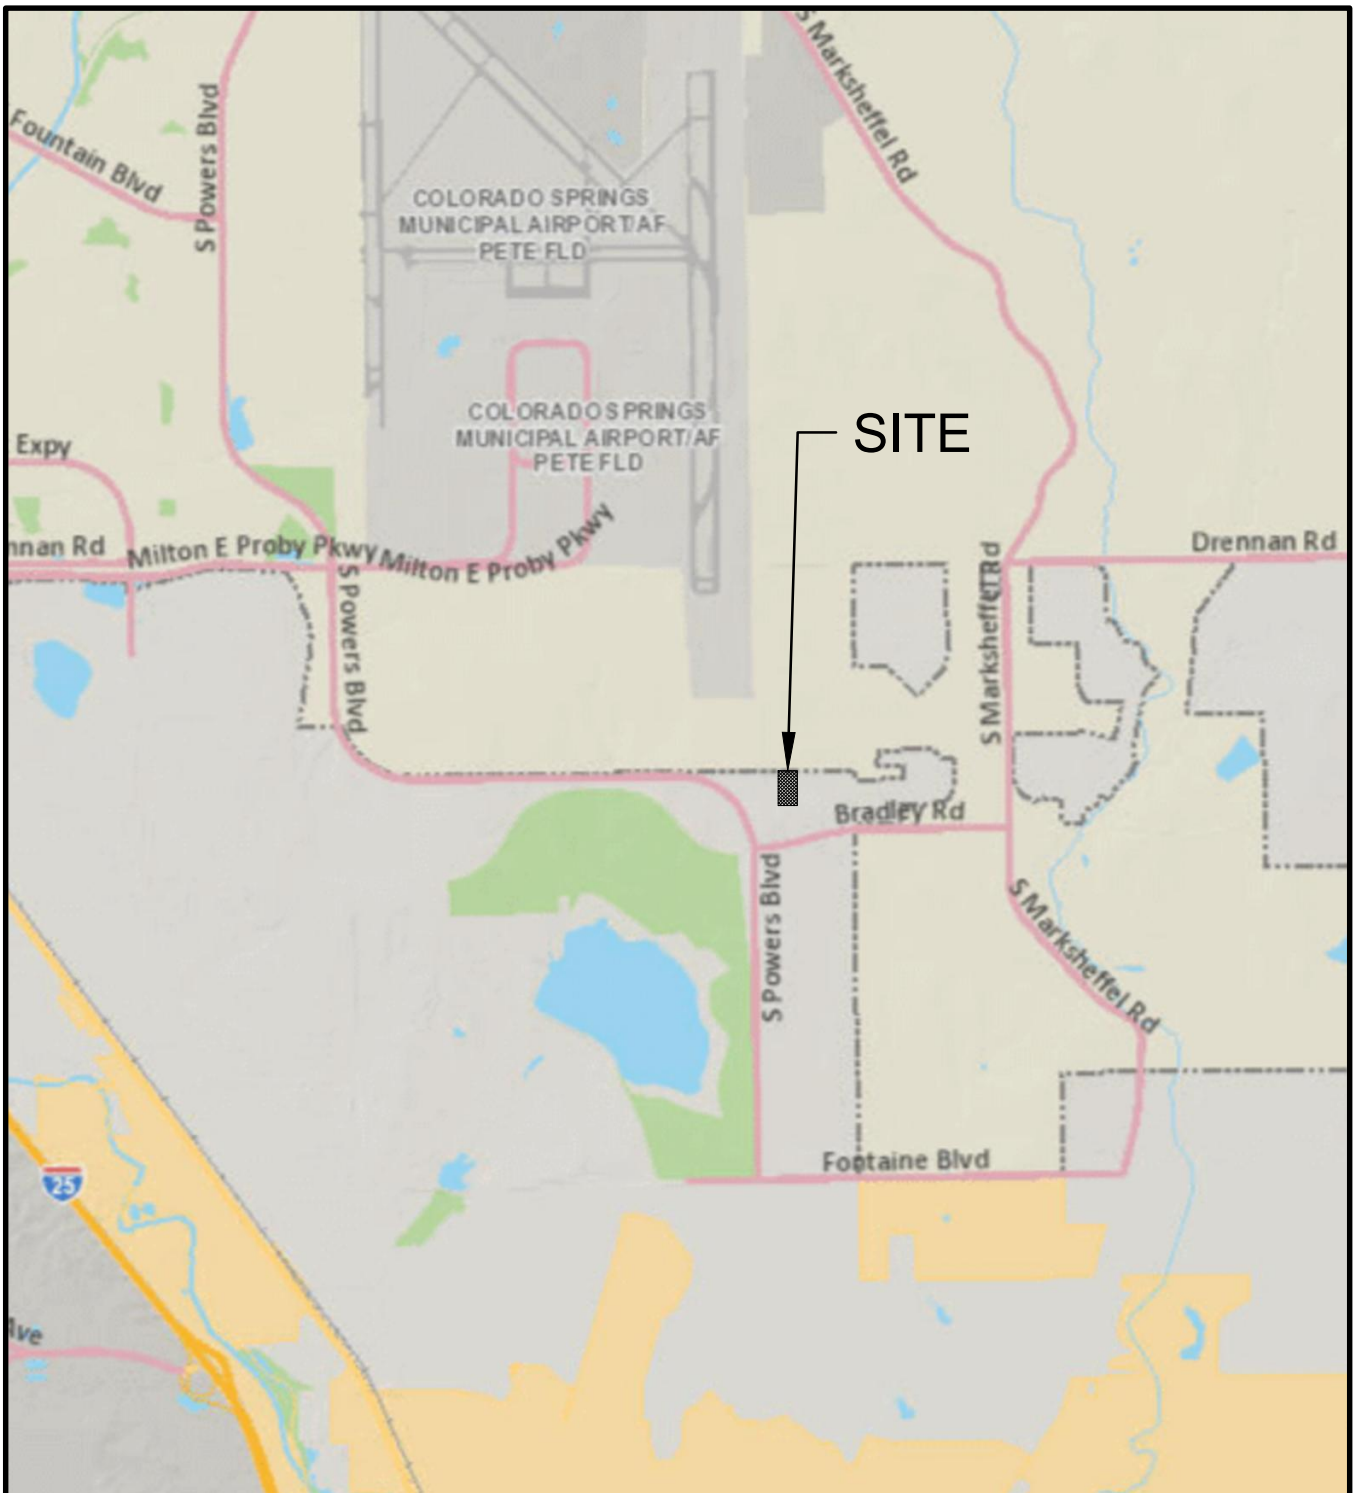 S Marksheffel Rd
S Powers Blvd
Fountain Blvd
COLORADO SPRINGS
MUNICIPAL AIRPORT/AF
PETE FLD
COLORADO SPRINGS
MUNICIPAL AIRPORT/AF
PETE FLD
SITE
Expy
nnan Rd
Milton E Proby Pkwy
Milton E Proby Pkwy
Drennan Rd
S Powers Blvd
S Marksheffel Rd
Bradley Rd
S Powers Blvd
S Marksheffel Rd
Fontaine Blvd
25
Ave